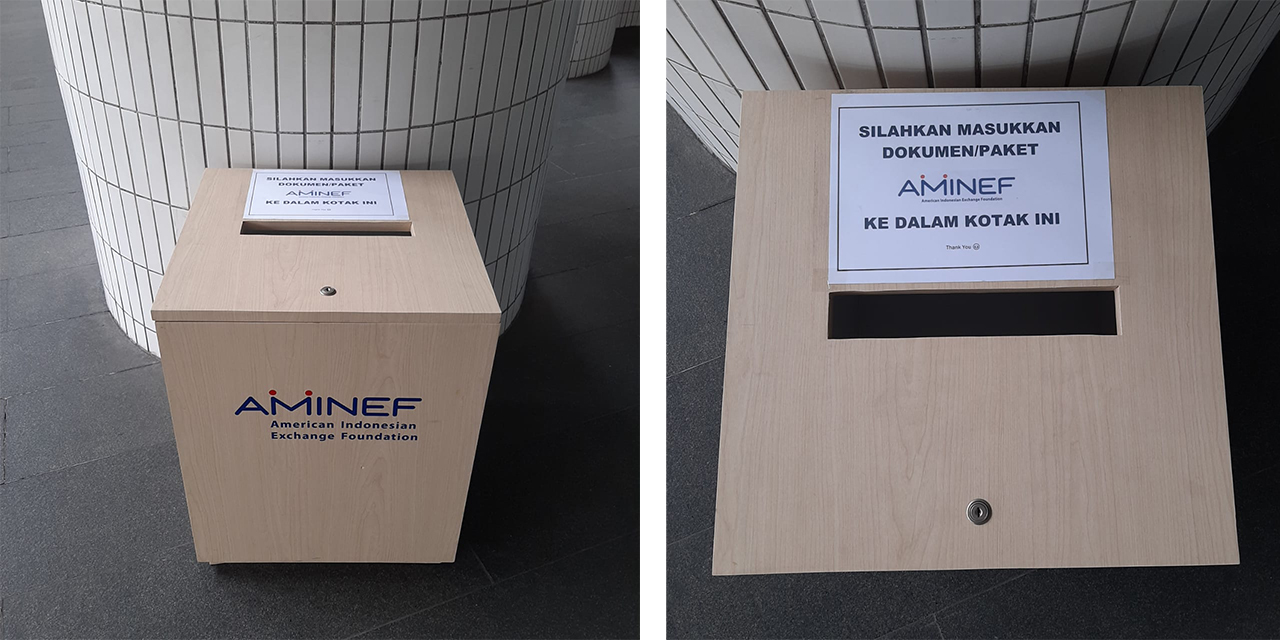 SILAHKAN MASUKKAN
DOKUMEN/PAKET
AMINEF
KE DALAM KOTAK INI
AMINEF
American Indonesian
Exchange Foundation
SILAHKAN MASUKKAN
DOKUMEN/PAKET
AMINEF
American Indonesian Exchange Foundation
KE DALAM KOTAK INI
Thank You